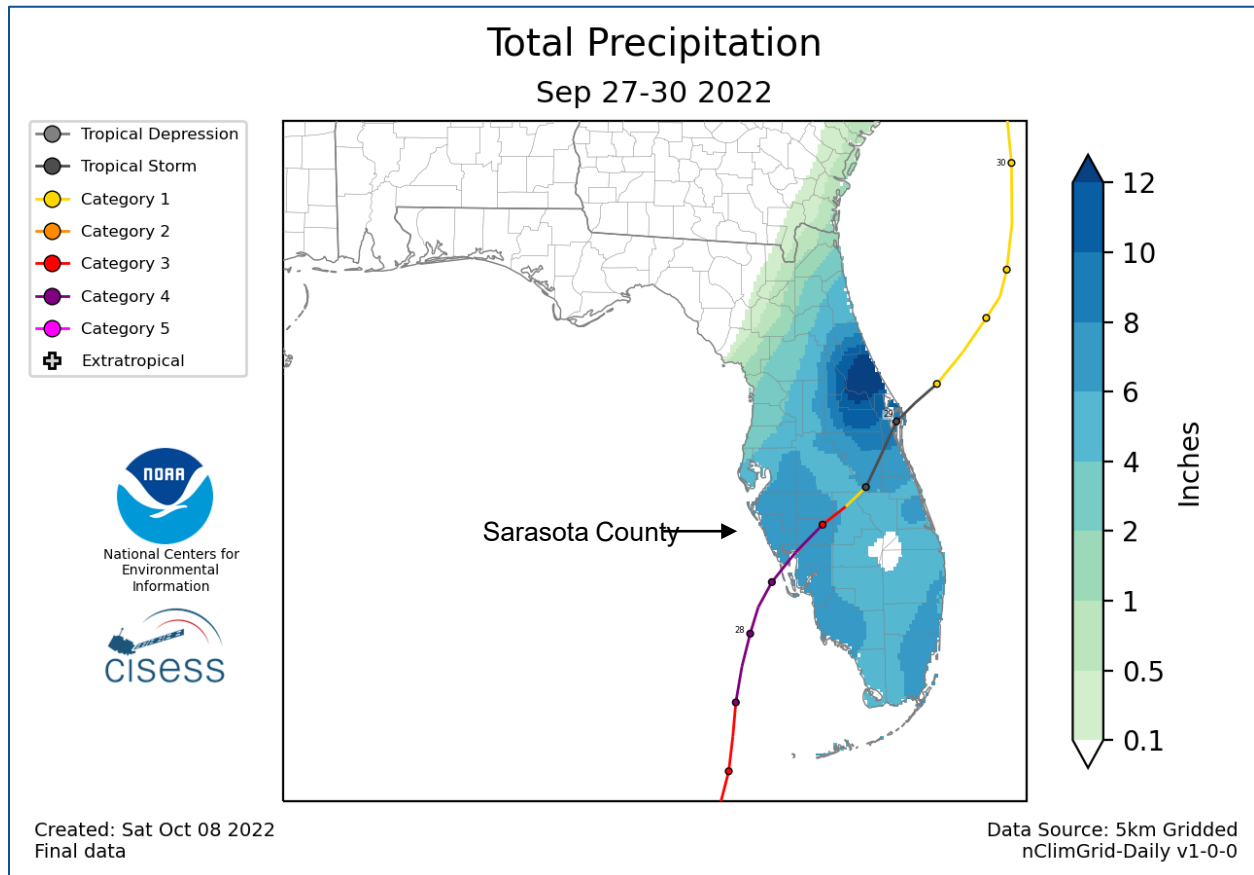 Total Precipitation
Sep 27-30 2022
Tropical Depression
Tropical Storm
Category 1
Category 2
Category 3
Category 4
Category 5
Extratropical
NOAA
National Centers for
Environmental
Information
CISESS
Sarasota County
30
29
28
12
10
8
6
4
2
1
0.5
0.1
Inches
Created: Sat Oct 08 2022
Final data
Data Source: 5km Gridded
nClimGrid-Daily v1-0-0